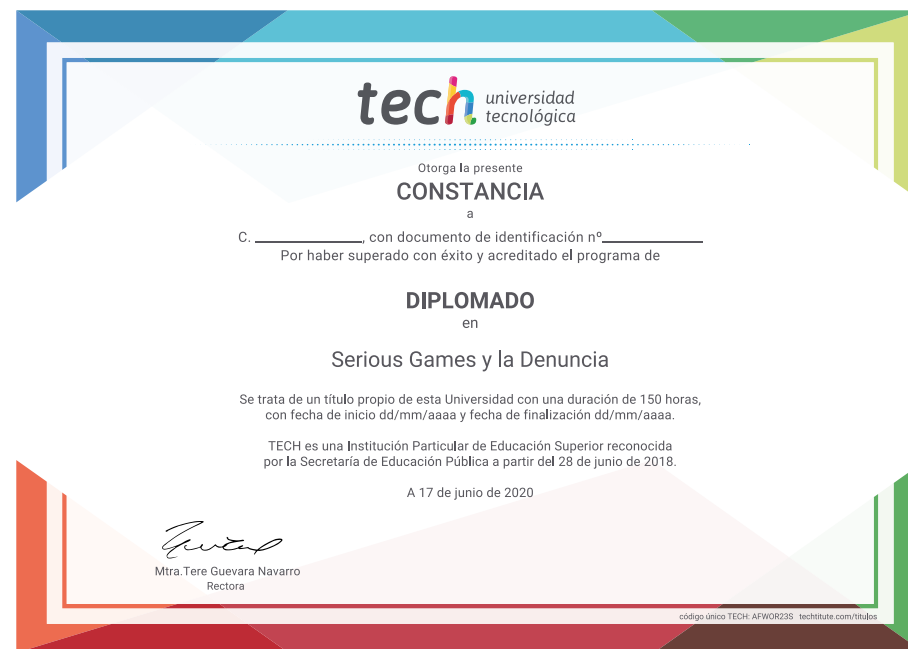 tech universidad
tecnológica
Otorga la presente
CONSTANCIA
a
C. ______________, con documento de identificación nº_____________
Por haber superado con éxito y acreditado el programa de
DIPLOMADO
en
Serious Games y la Denuncia
Se trata de un título propio de esta Universidad con una duración de 150 horas,
con fecha de inicio dd/mm/aaaa y fecha de finalización dd/mm/aaaa.
TECH es una Institución Particular de Educación Superior reconocida
por la Secretaría de Educación Pública a partir del 28 de junio de 2018.
A 17 de junio de 2020
Mtra.Tere Guevara Navarro
Rectora
código único TECH: AFWOR23S techtitute.com/titulos